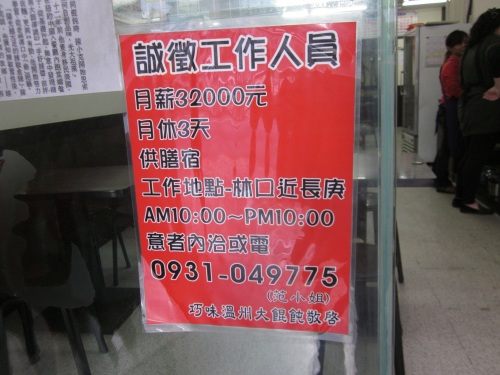 誠徵工作人員
月薪32000元
月休3天
供膳宿
工作地點-林口近長庚
AM10:00～PM10:00
意者內洽或電
0931-049775
(范小姐)
巧味溫州大餛飩敬啓